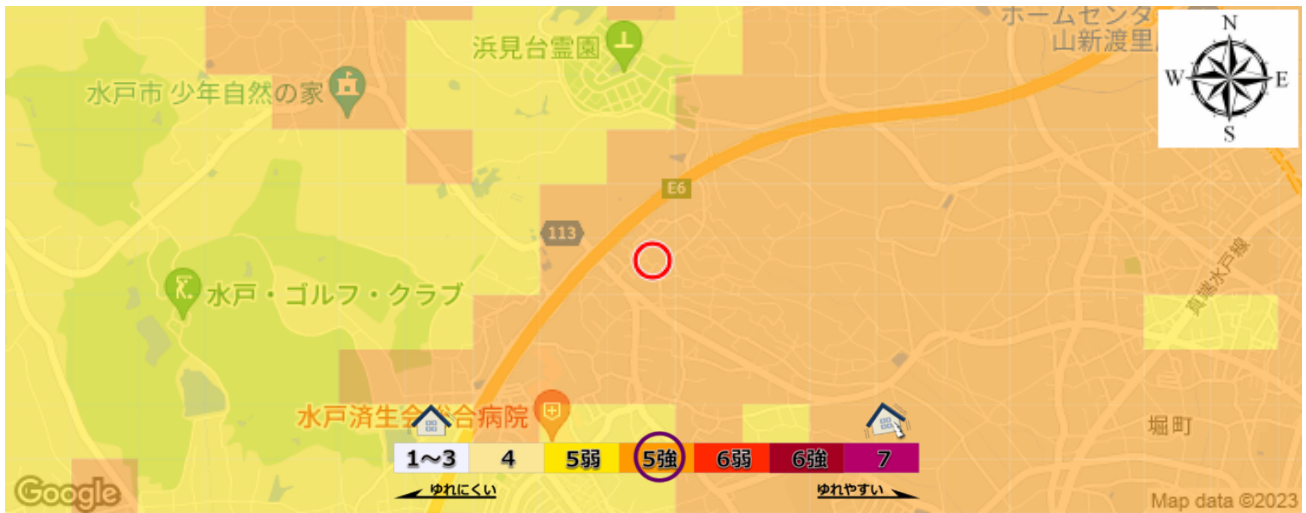 ホームセンタ
山新渡里
N
W E
S
浜見台霊園
水戸市 少年自然の家
E6
113
水戸・ゴルフ・クラブ
真端水戸線
水戸済生会総合病院
堀町
1～3 4 5弱 5強 6弱 6強 7
ゆれにくい ゆれやすい
Google
Map data ©2023